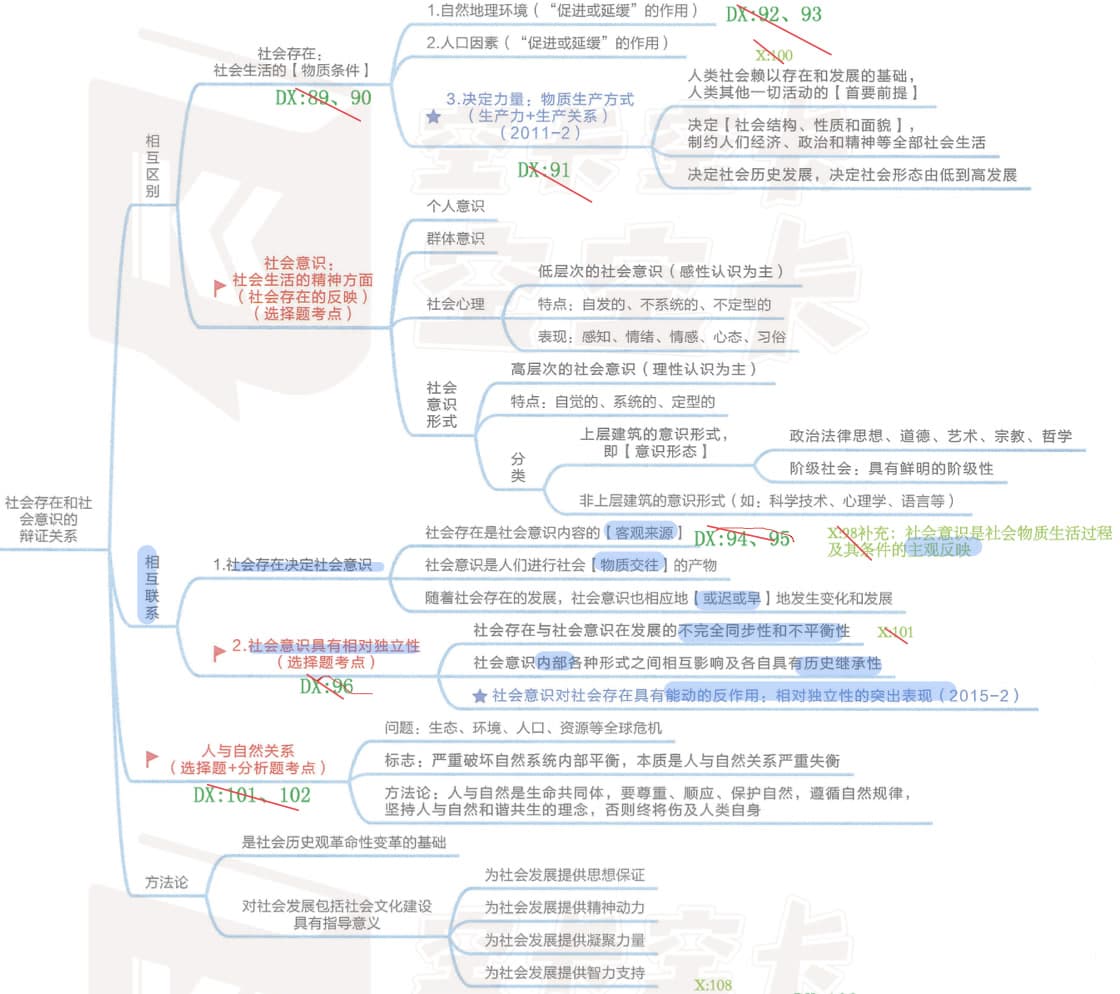 社会存在和社
会意识的
辩证关系
相互区别
社会存在：
社会生活的【物质条件】
DX:89、90
1.自然地理环境（“促进或延缓”的作用）
DX:92、93
2.人口因素（“促进或延缓”的作用）
X:100
3.决定力量：物质生产方式
（生产力+生产关系）
（2011-2）
DX:91
人类社会赖以存在和发展的基础，
人类其他一切活动的【首要前提】
决定【社会结构、性质和面貌】，
制约人们经济、政治和精神等全部社会生活
决定社会历史发展，决定社会形态由低到高发展
社会意识：
社会生活的精神方面
（社会存在的反映）
（选择题考点）
个人意识
群体意识
社会心理
低层次的社会意识（感性认识为主）
特点：自发的、不系统的、不定型的
表现：感知、情绪、情感、心态、习俗
社会
意识
形式
高层次的社会意识（理性认识为主）
特点：自觉的、系统的、定型的
分类
上层建筑的意识形式，
即【意识形态】
政治法律思想、道德、艺术、宗教、哲学
阶级社会：具有鲜明的阶级性
非上层建筑的意识形式（如：科学技术、心理学、语言等）
相互联系
1.社会存在决定社会意识
社会存在是社会意识内容的【客观来源】
DX:94、95
X:98补充：社会意识是社会物质生活过程
及其条件的主观反映
社会意识是人们进行社会【物质交往】的产物
随着社会存在的发展，社会意识也相应地【或迟或早】地发生变化和发展
2.社会意识具有相对独立性
（选择题考点）
DX:96
社会存在与社会意识在发展的不完全同步性和不平衡性
X:101
社会意识内部各种形式之间相互影响及各自具有历史继承性
社会意识对社会存在具有能动的反作用：相对独立性的突出表现（2015-2）
人与自然关系
（选择题+分析题考点）
DX:101、102
问题：生态、环境、人口、资源等全球危机
标志：严重破坏自然系统内部平衡，本质是人与自然关系严重失衡
方法论：人与自然是生命共同体，要尊重、顺应、保护自然，遵循自然规律，
坚持人与自然和谐共生的理念，否则终将伤及人类自身
方法论
是社会历史观革命性变革的基础
对社会发展包括社会文化建设
具有指导意义
为社会发展提供思想保证
为社会发展提供精神动力
为社会发展提供凝聚力量
为社会发展提供智力支持
X:108